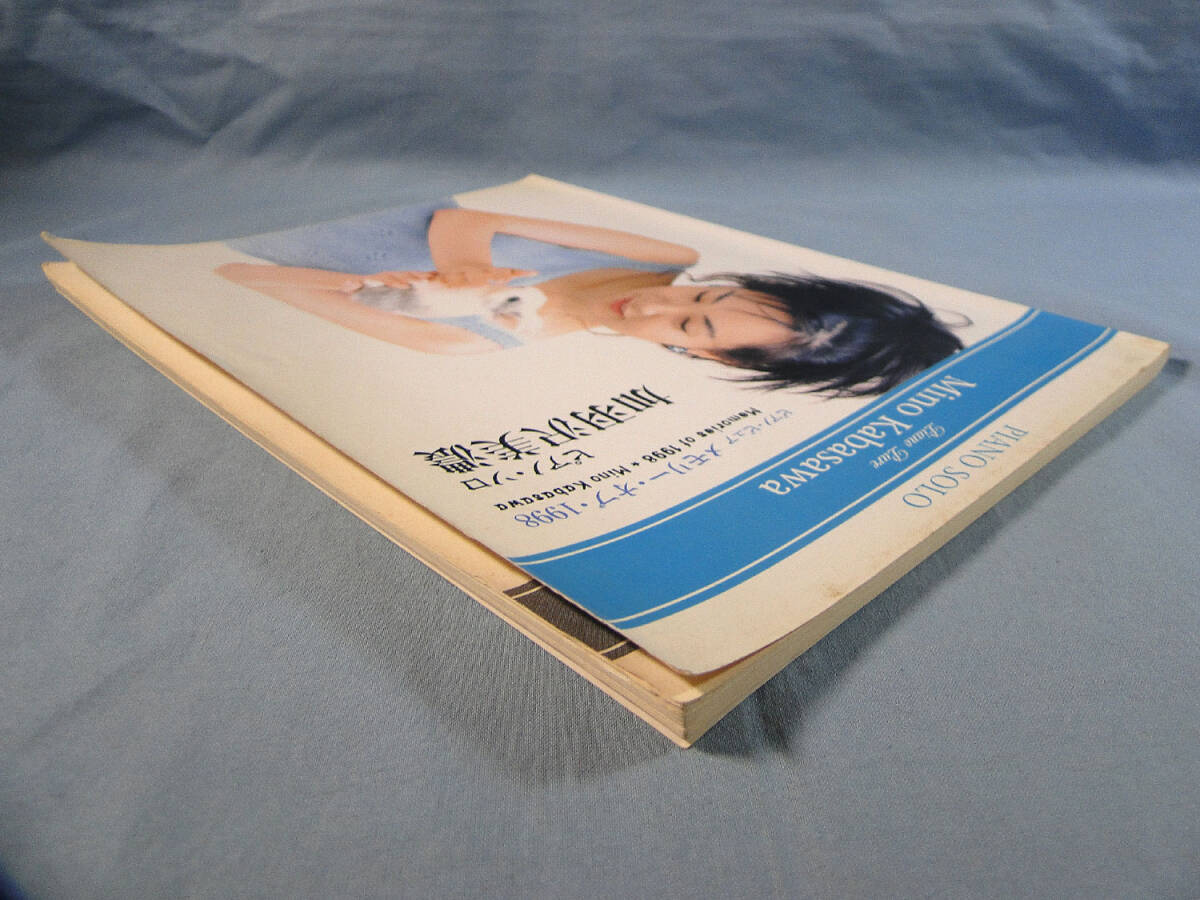 PIANO SOLO
Piano Pure
Mino Kabasawa
ピアノ・ピュア メモリー・オブ・1998
Memories of 1998 ✦ Mino Kabasawa
ピアノ・ソロ
加羽沢美濃